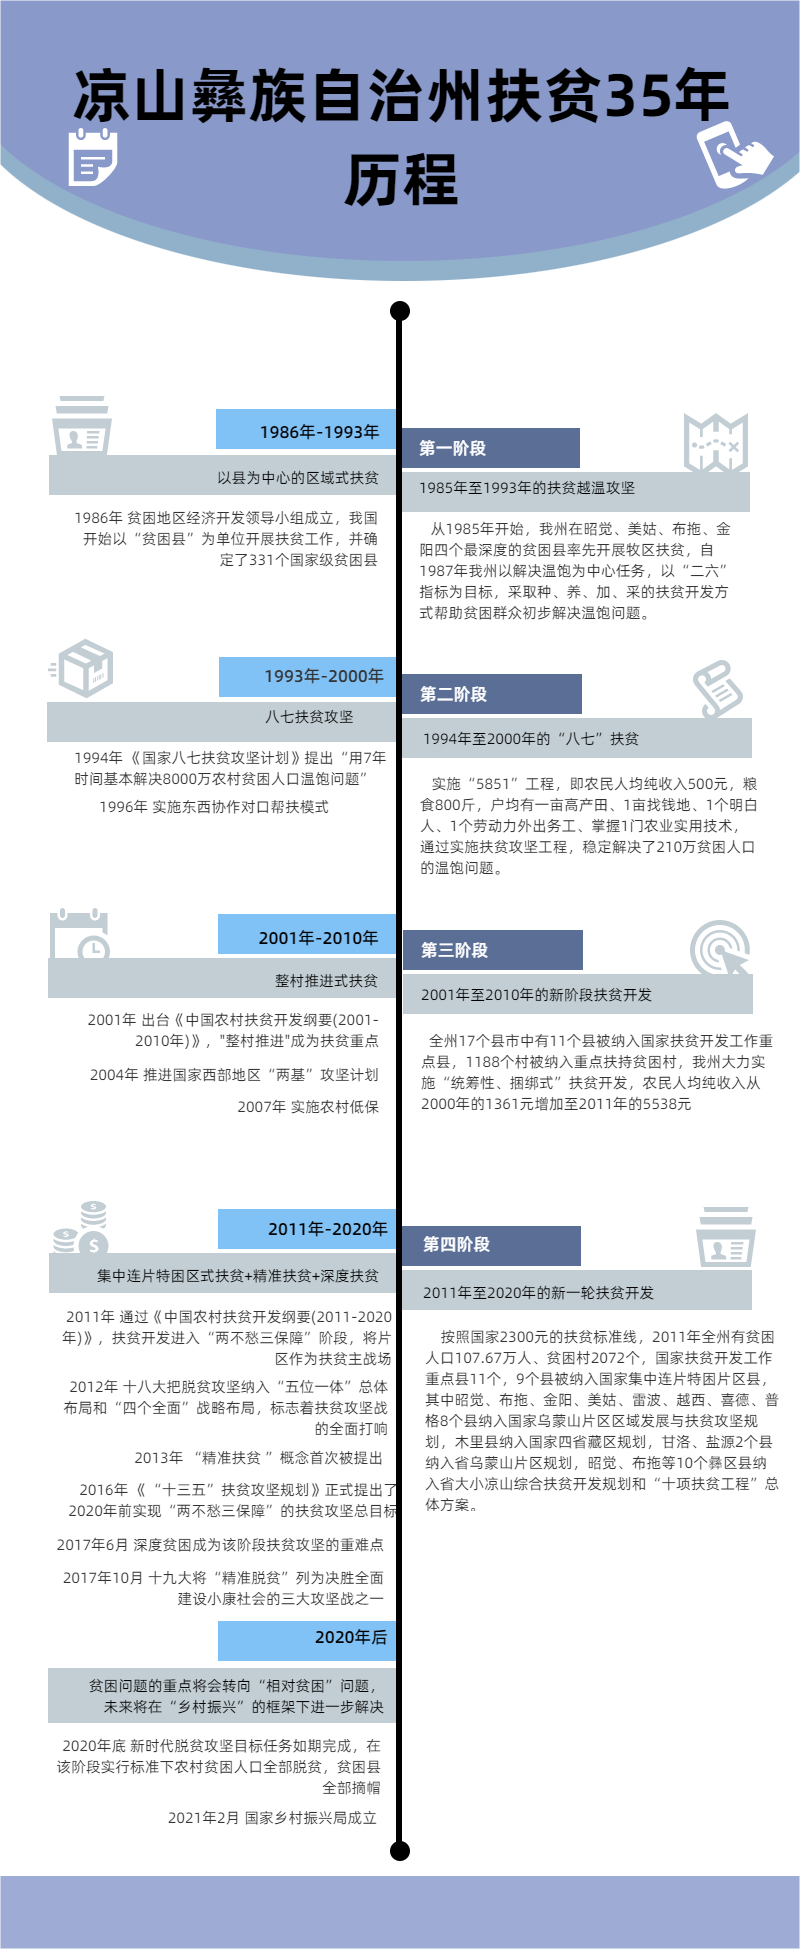 凉山彝族自治州扶贫35年
历程
1986年-1993年
以县为中心的区域式扶贫
1986年 贫困地区经济开发领导小组成立，我国
开始以“贫困县”为单位开展扶贫工作，并确
定了331个国家级贫困县
第一阶段
1985年至1993年的扶贫越温攻坚
从1985年开始，我州在昭觉、美姑、布拖、金
阳四个最深度的贫困县率先开展牧区扶贫，自
1987年我州以解决温饱为中心任务，以“二六”
指标为目标，采取种、养、加、采的扶贫开发方
式帮助贫困群众初步解决温饱问题。
1993年-2000年
八七扶贫攻坚
1994年《国家八七扶贫攻坚计划》提出“用7年
时间基本解决8000万农村贫困人口温饱问题”
1996年 实施东西协作对口帮扶模式
第二阶段
1994年至2000年的“八七”扶贫
实施“5851”工程，即农民人均纯收入500元，粮
食800斤，户均有一亩高产田、1亩找钱地、1个明白
人、1个劳动力外出务工、掌握1门农业实用技术，
通过实施扶贫攻坚工程，稳定解决了210万贫困人口
的温饱问题。
2001年-2010年
整村推进式扶贫
2001年 出台《中国农村扶贫开发纲要(2001-
2010年)》，"整村推进"成为扶贫重点
2004年 推进国家西部地区“两基”攻坚计划
2007年 实施农村低保
第三阶段
2001年至2010年的新阶段扶贫开发
全州17个县市中有11个县被纳入国家扶贫开发工作重
点县，1188个村被纳入重点扶持贫困村，我州大力实
施“统筹性、捆绑式”扶贫开发，农民人均纯收入从
2000年的1361元增加至2011年的5538元
2011年-2020年
集中连片特困区式扶贫+精准扶贫+深度扶贫
2011年 通过《中国农村扶贫开发纲要(2011-2020
年)》，扶贫开发进入“两不愁三保障”阶段，将片
区作为扶贫主战场
2012年 十八大把脱贫攻坚纳入“五位一体”总体
布局和“四个全面”战略布局，标志着扶贫攻坚战
的全面打响
2013年 “精准扶贫 ”概念首次被提出
2016年《“十三五”扶贫攻坚规划》正式提出了
2020年前实现“两不愁三保障”的扶贫攻坚总目标
2017年6月 深度贫困成为该阶段扶贫攻坚的重难点
2017年10月 十九大将“精准脱贫”列为决胜全面
建设小康社会的三大攻坚战之一
第四阶段
2011年至2020年的新一轮扶贫开发
按照国家2300元的扶贫标准线，2011年全州有贫困
人口107.67万人、贫困村2072个，国家扶贫开发工作
重点县11个，9个县被纳入国家集中连片特困片区县，
其中昭觉、布拖、金阳、美姑、雷波、越西、喜德、普
格8个县纳入国家乌蒙山片区区域发展与扶贫攻坚规
划，木里县纳入国家四省藏区规划，甘洛、盐源2个县
纳入省乌蒙山片区规划，昭觉、布拖等10个彝区县纳
入省大小凉山综合扶贫开发规划和“十项扶贫工程”总
体方案。
2020年后
贫困问题的重点将会转向“相对贫困”问题，
未来将在“乡村振兴”的框架下进一步解决
2020年底 新时代脱贫攻坚目标任务如期完成，在
该阶段实行标准下农村贫困人口全部脱贫，贫困县
全部摘帽
2021年2月 国家乡村振兴局成立